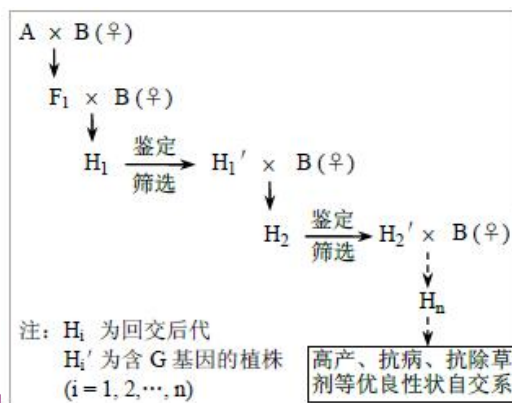 A × B (♀)
F₁ × B (♀)
H₁ 鉴定 筛选 H₁′ × B (♀)
H₂ 鉴定 筛选 H₂′ × B (♀)
Hₙ
注：Hᵢ 为回交后代
Hᵢ′ 为含 G 基因的植株
(i = 1, 2,···, n)
高产、抗病、抗除草
剂等优良性状自交系